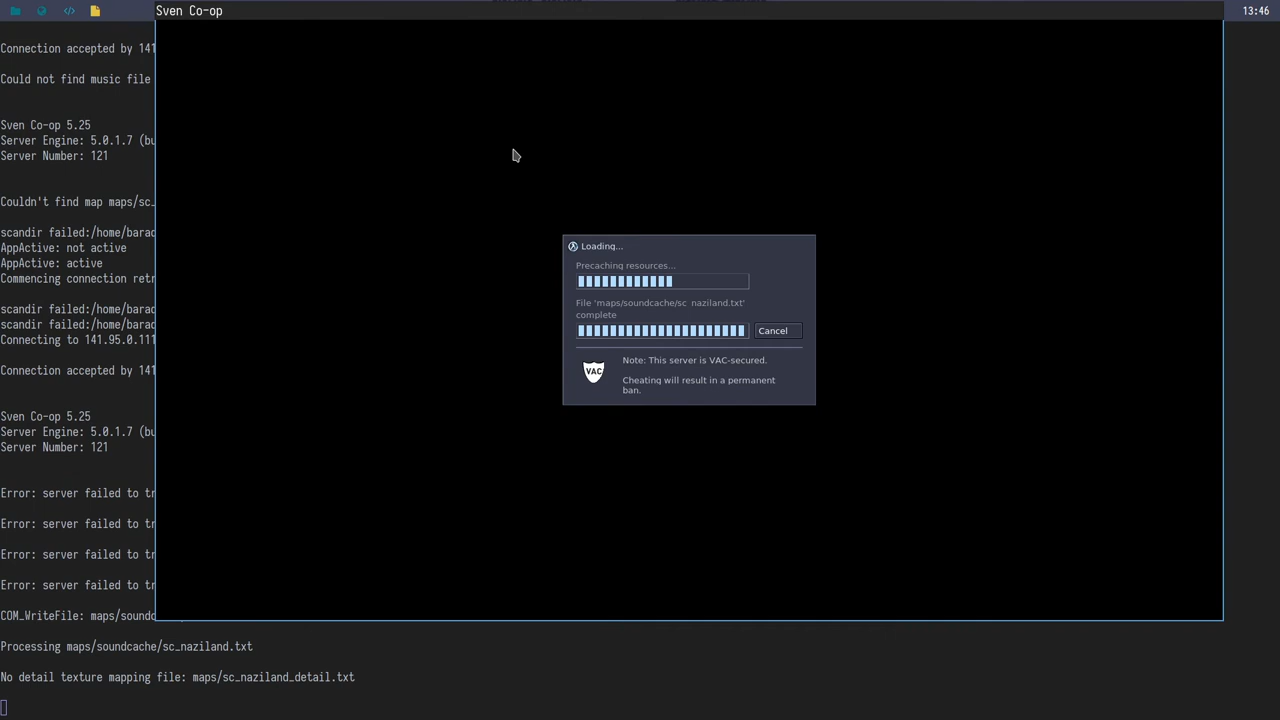 Sven Co-op
13:46
Connection accepted by 141
Could not find music file
Sven Co-op 5.25
Server Engine: 5.0.1.7 (bu
Server Number: 121
Couldn't find map maps/sc_
scandir failed:/home/barad
AppActive: not active
AppActive: active
Commencing connection retr
scandir failed:/home/barad
scandir failed:/home/barad
Connecting to 141.95.0.111
Connection accepted by 141
Sven Co-op 5.25
Server Engine: 5.0.1.7 (bu
Server Number: 121
Error: server failed to tr
Error: server failed to tr
Error: server failed to tr
Error: server failed to tr
COM_WriteFile: maps/soundc
Processing maps/soundcache/sc_naziland.txt
No detail texture mapping file: maps/sc_naziland_detail.txt
Loading...
Precaching resources...
File 'maps/soundcache/sc naziland.txt'
complete
Cancel
VAC
Note: This server is VAC-secured.
Cheating will result in a permanent
ban.